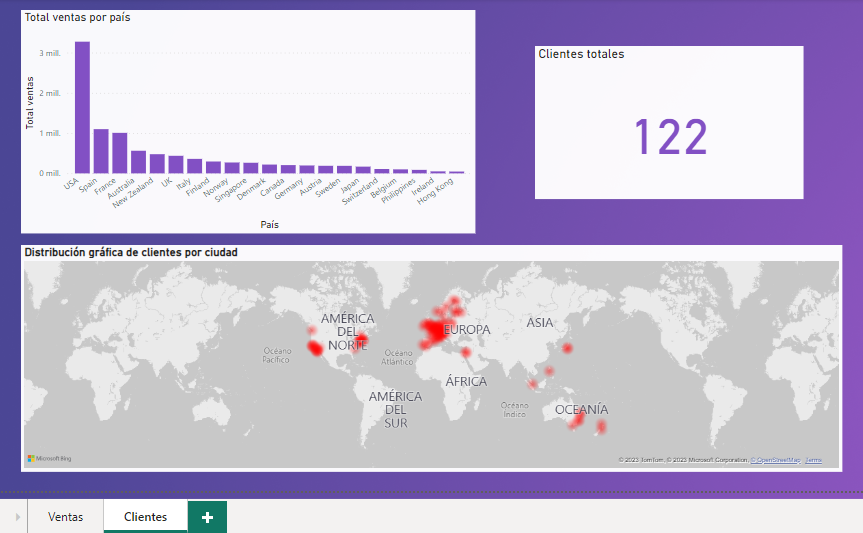 Total ventas por país
Total ventas
3 mill.
2 mill.
1 mill.
0 mill.
USA
Spain
France
Australia
New Zealand
UK
Italy
Finland
Norway
Singapore
Denmark
Canada
Germany
Austria
Sweden
Japan
Switzerland
Belgium
Philippines
Ireland
Hong Kong
País
Clientes totales
122
Distribución gráfica de clientes por ciudad
AMÉRICA
DEL
NORTE
EUROPA
ASIA
Océano
Pacífico
Océano
Atlántico
ÁFRICA
AMÉRICA
DEL
SUR
Océano
Índico
OCEANÍA
Microsoft Bing
© 2023 TomTom, © 2023 Microsoft Corporation, © OpenStreetMap Terms
Ventas
Clientes
+